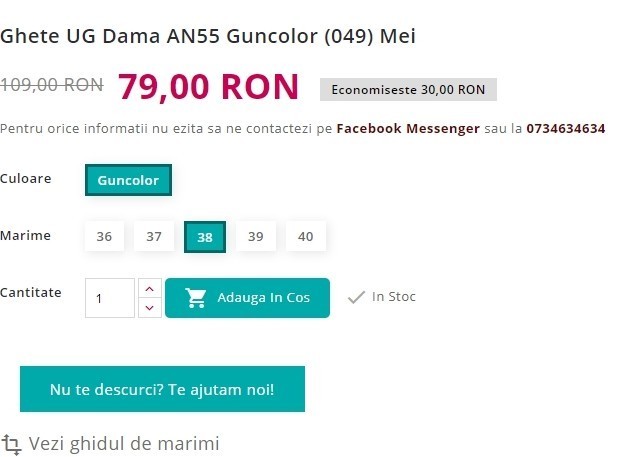 Ghete UG Dama AN55 Guncolor (049) Mei
109,00 RON 79,00 RON Economiseste 30,00 RON
Pentru orice informatii nu ezita sa ne contactezi pe Facebook Messenger sau la 0734634634
Culoare Guncolor
Marime 36 37 38 39 40
Cantitate 1 Adauga In Cos In Stoc
Nu te descurci? Te ajutam noi!
Vezi ghidul de marimi